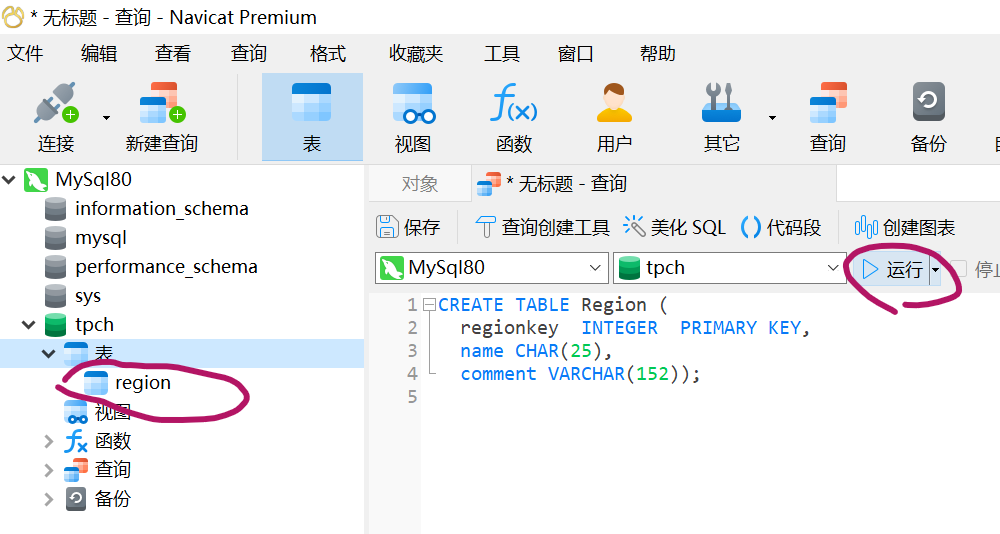 * 无标题 - 查询 - Navicat Premium
文件 编辑 查看 查询 格式 收藏夹 工具 窗口 帮助
连接 新建查询 表 视图 函数 用户 其它 查询 备份
MySql80
information_schema
mysql
performance_schema
sys
tpch
表
region
视图
函数
查询
备份
对象 * 无标题 - 查询
保存 查询创建工具 美化 SQL 代码段 创建图表
MySql80 tpch 运行 停止
1 CREATE TABLE Region (
2 regionkey INTEGER PRIMARY KEY,
3 name CHAR(25),
4 comment VARCHAR(152));
5